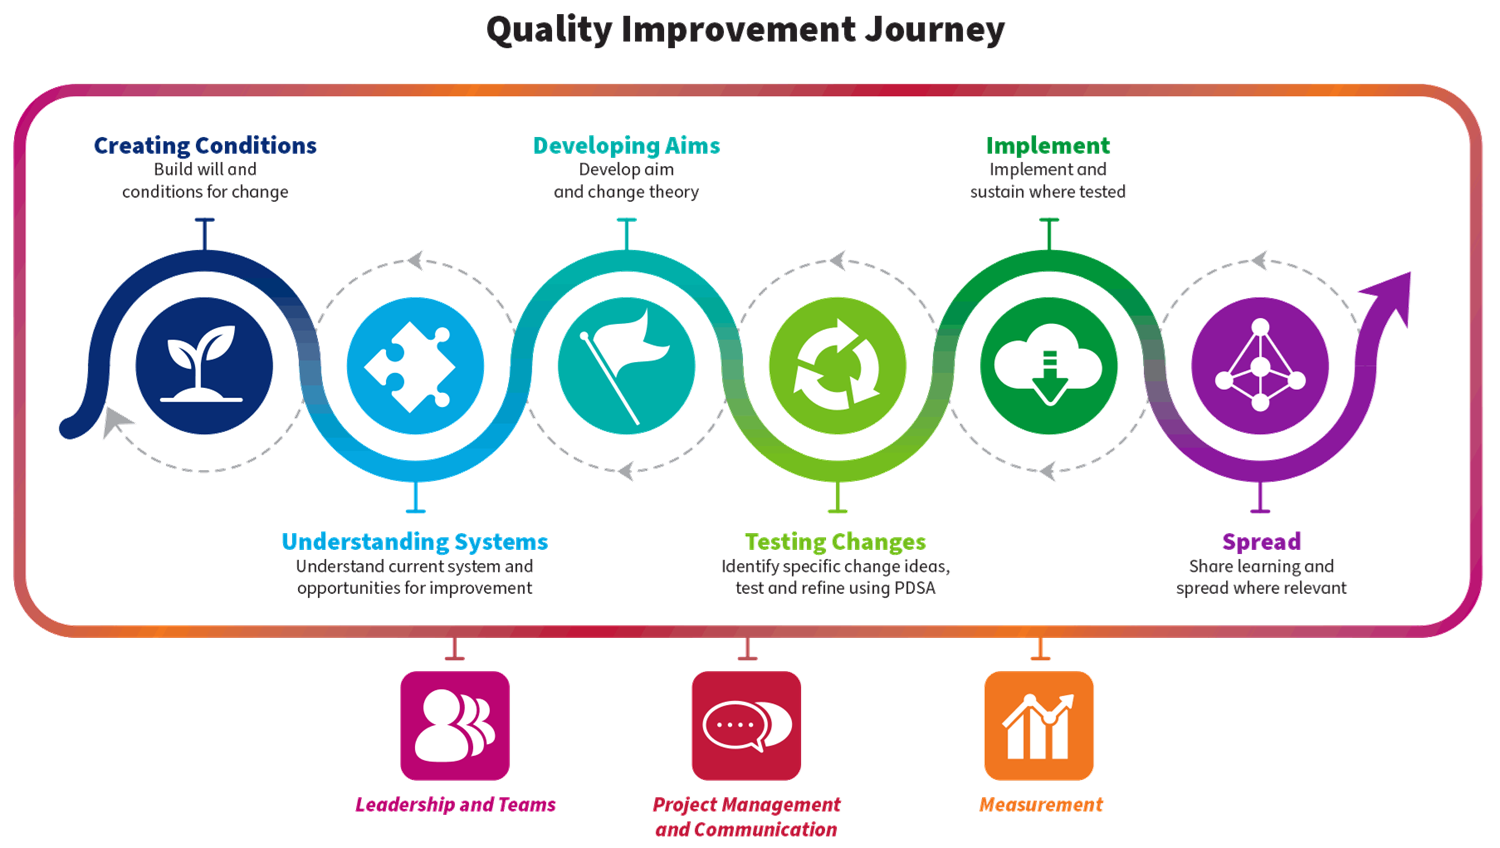 Quality Improvement Journey
Creating Conditions
Build will and
conditions for change
Developing Aims
Develop aim
and change theory
Implement
Implement and
sustain where tested
Understanding Systems
Understand current system and
opportunities for improvement
Testing Changes
Identify specific change ideas,
test and refine using PDSA
Spread
Share learning and
spread where relevant
Leadership and Teams
Project Management
and Communication
Measurement